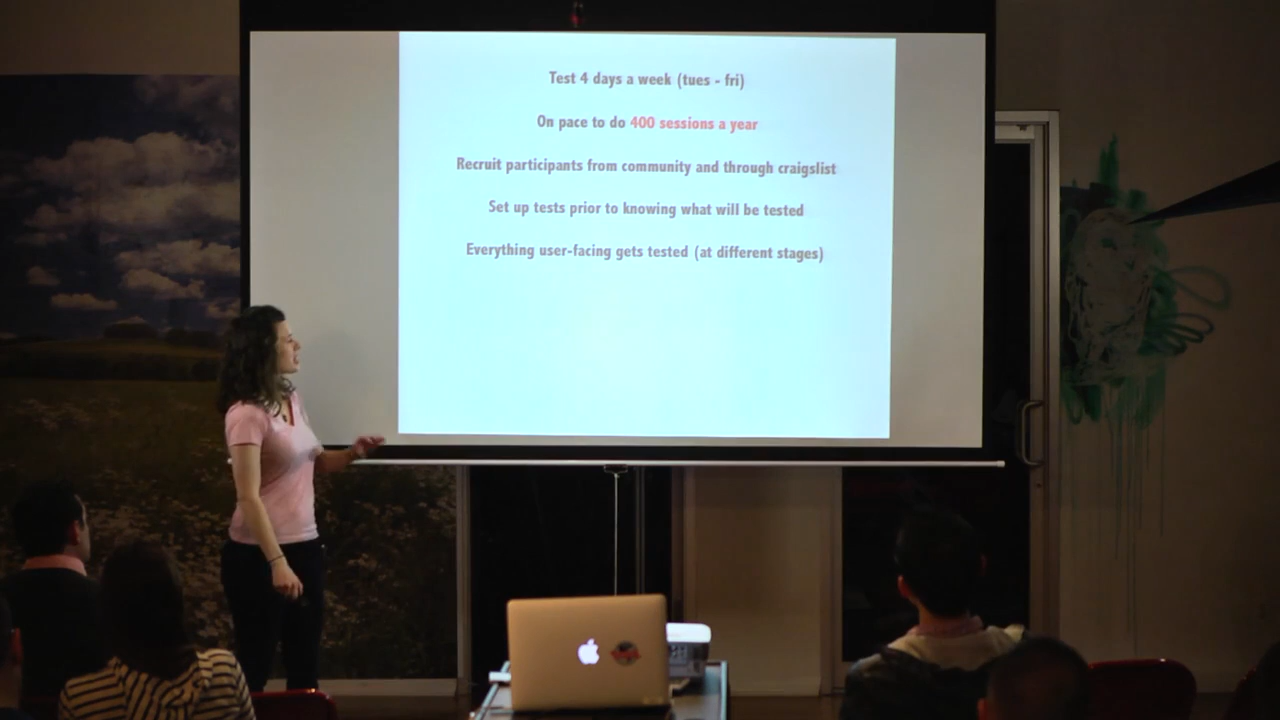 Test 4 days a week (tues - fri)
On pace to do 400 sessions a year
Recruit participants from community and through craigslist
Set up tests prior to knowing what will be tested
Everything user-facing gets tested (at different stages)